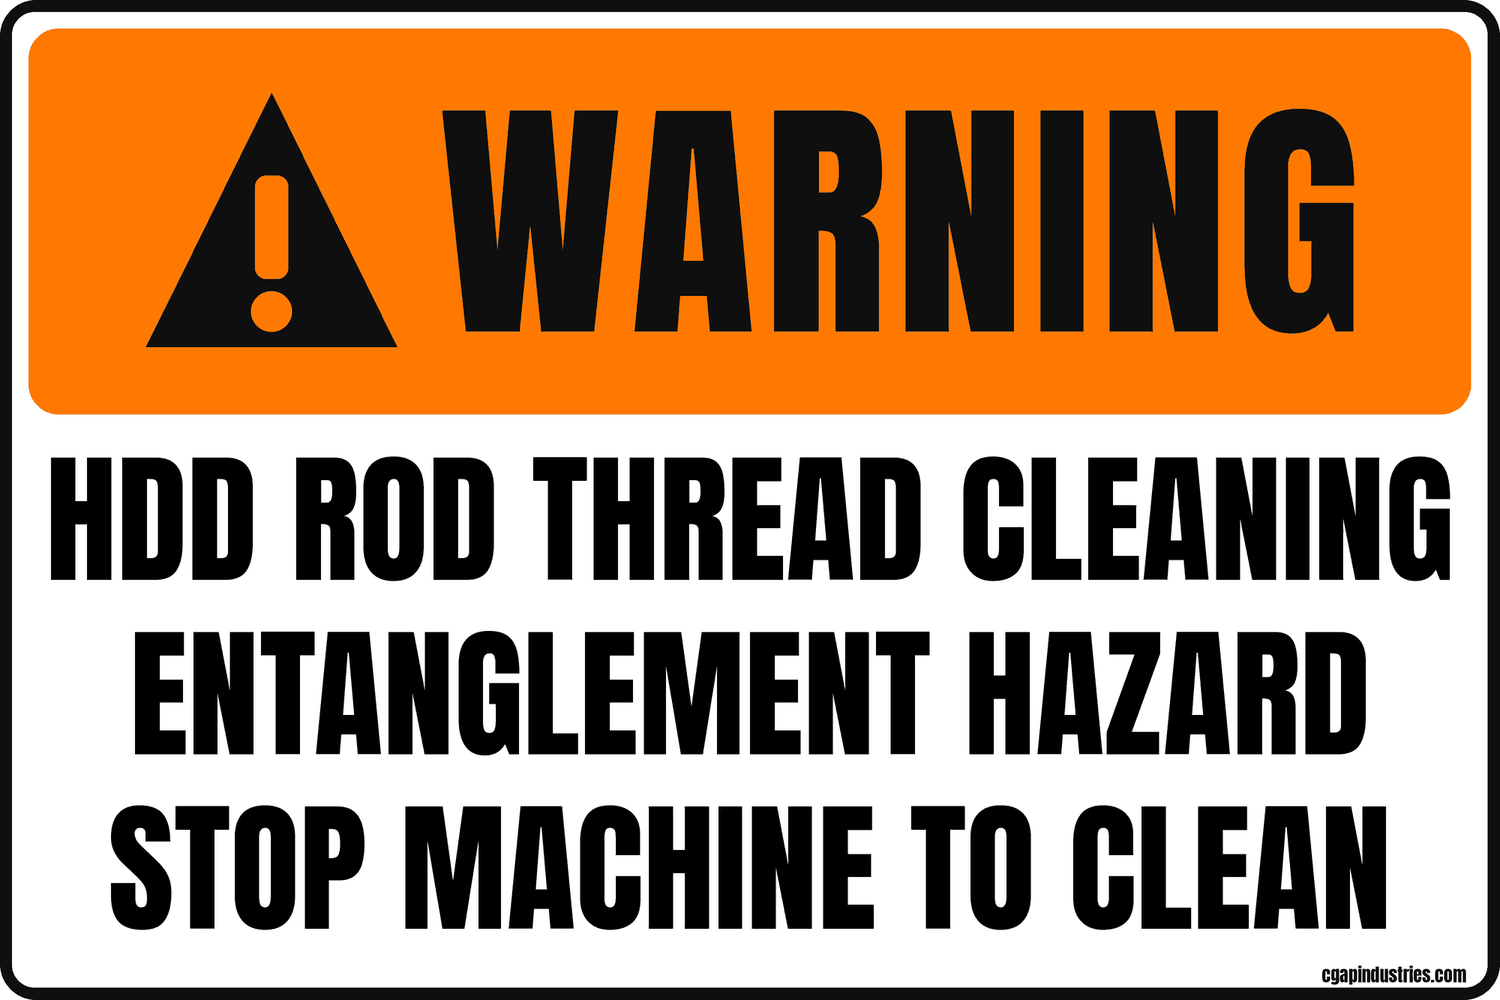 WARNING
HDD ROD THREAD CLEANING
ENTANGLEMENT HAZARD
STOP MACHINE TO CLEAN
cgapindustries.com